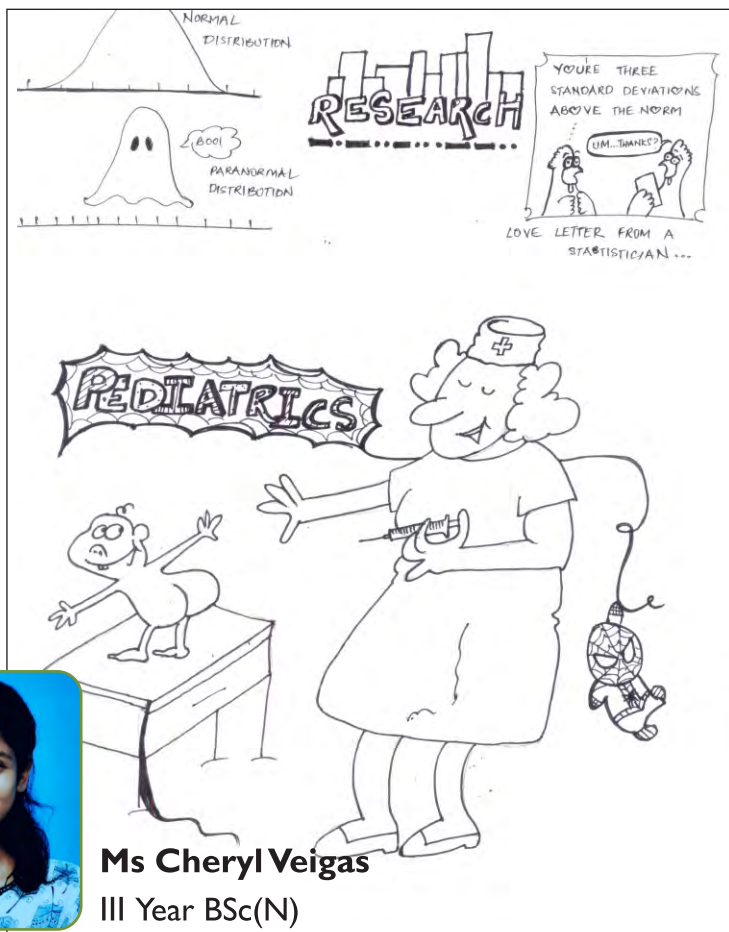 NORMAL
DISTRIBUTION
BOO!
PARANORMAL
DISTRIBUTION
RESEARCH
YOU'RE THREE
STANDARD DEVIATIONS
ABOVE THE NORM
UM...THANKS?
LOVE LETTER FROM A
STATISTICIAN...
PEDIATRICS
Ms Cheryl Veigas
III Year BSc(N)